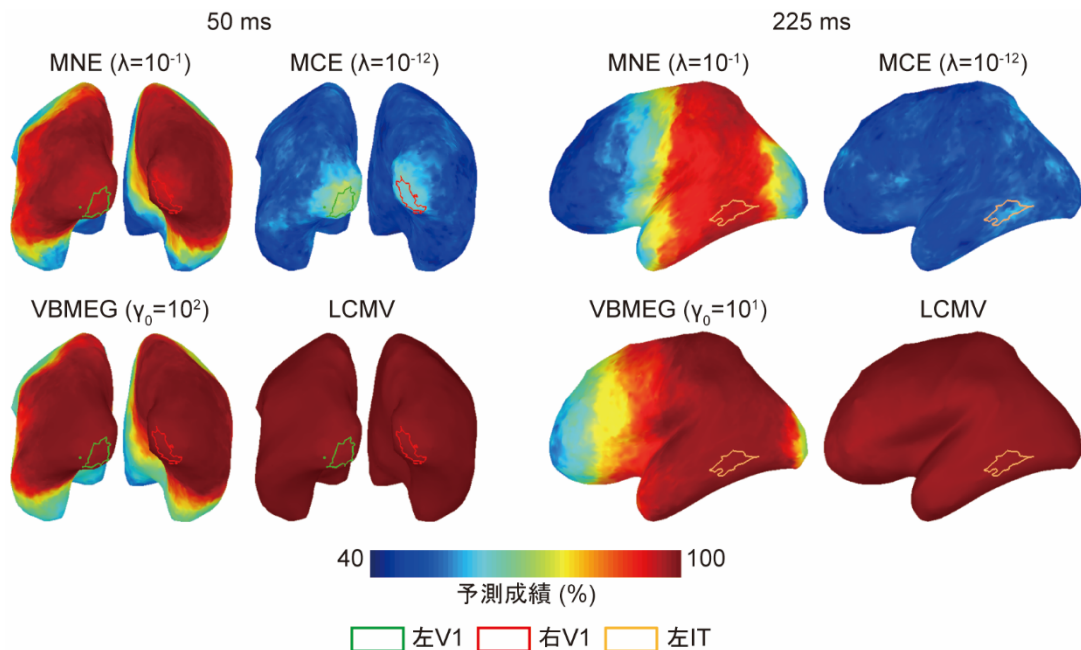 50 ms
225 ms
MNE (λ=10⁻¹)
MCE (λ=10⁻¹²)
MNE (λ=10⁻¹)
MCE (λ=10⁻¹²)
VBMEG (γ₀=10²)
LCMV
VBMEG (γ₀=10¹)
LCMV
40
100
予測成績 (%)
左V1
右V1
左IT